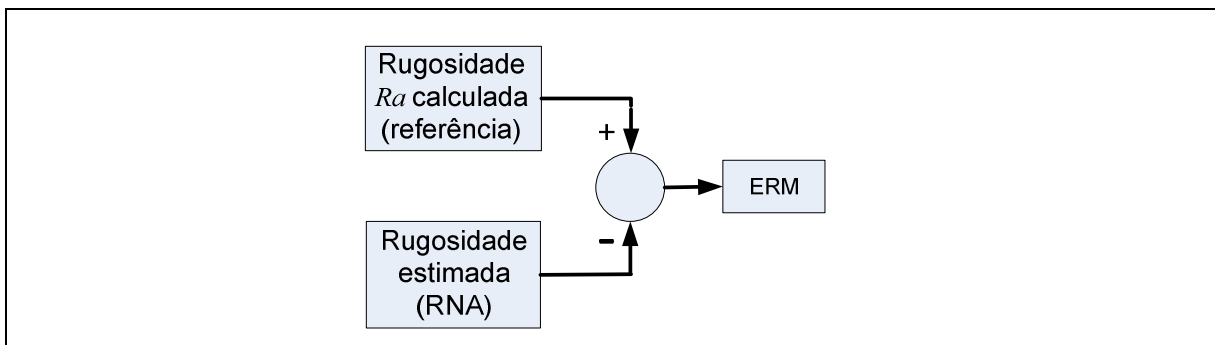 Rugosidade
Ra calculada
(referência)
+
ERM
-
Rugosidade
estimada
(RNA)